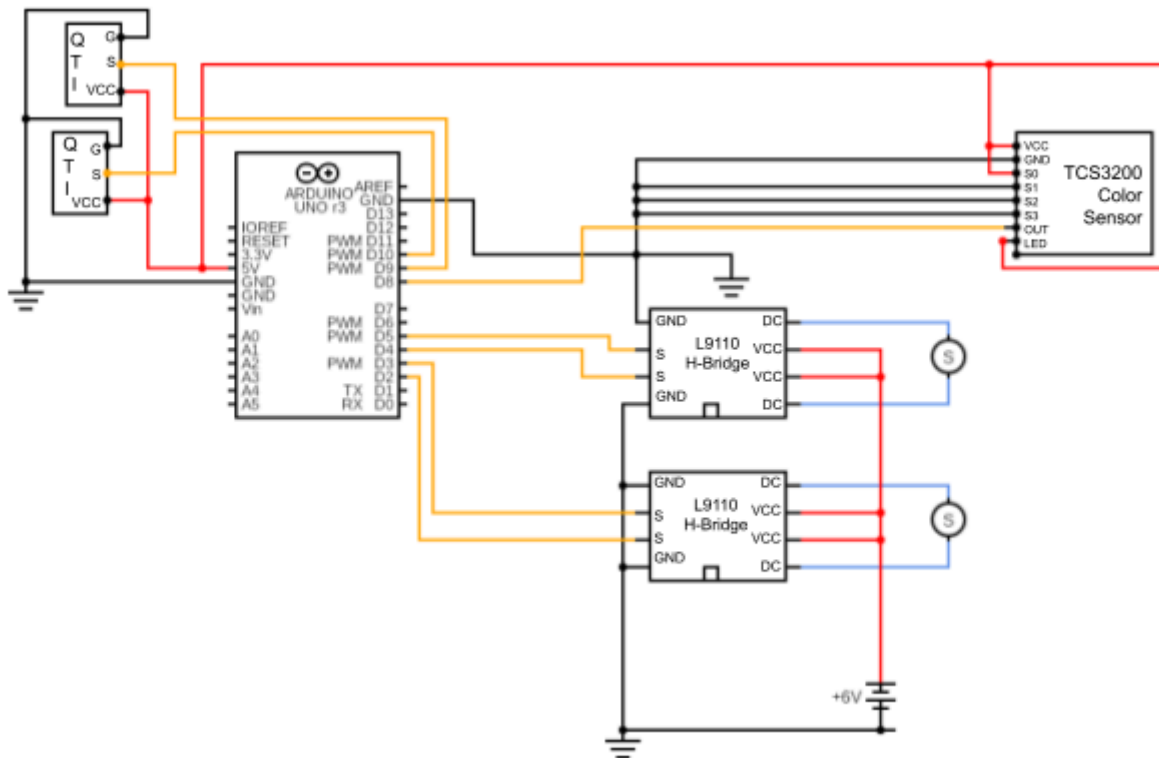 Q
T
I
G
S
VCC
Q
T
I
G
S
VCC
ARDUINO
UNO r3
IOREF
RESET
3.3V
5V
GND
GND
Vin
A0
A1
A2
A3
A4
A5
AREF
GND
D13
D12
PWM D11
PWM D10
PWM D9
D8
D7
PWM D6
PWM D5
D4
PWM D3
D2
TX D1
RX D0
VCC
GND
S0
S1
S2
S3
OUT
LED
TCS3200
Color
Sensor
GND
S
S
GND
L9110
H-Bridge
DC
VCC
VCC
DC
S
GND
S
S
GND
L9110
H-Bridge
DC
VCC
VCC
DC
S
+6V